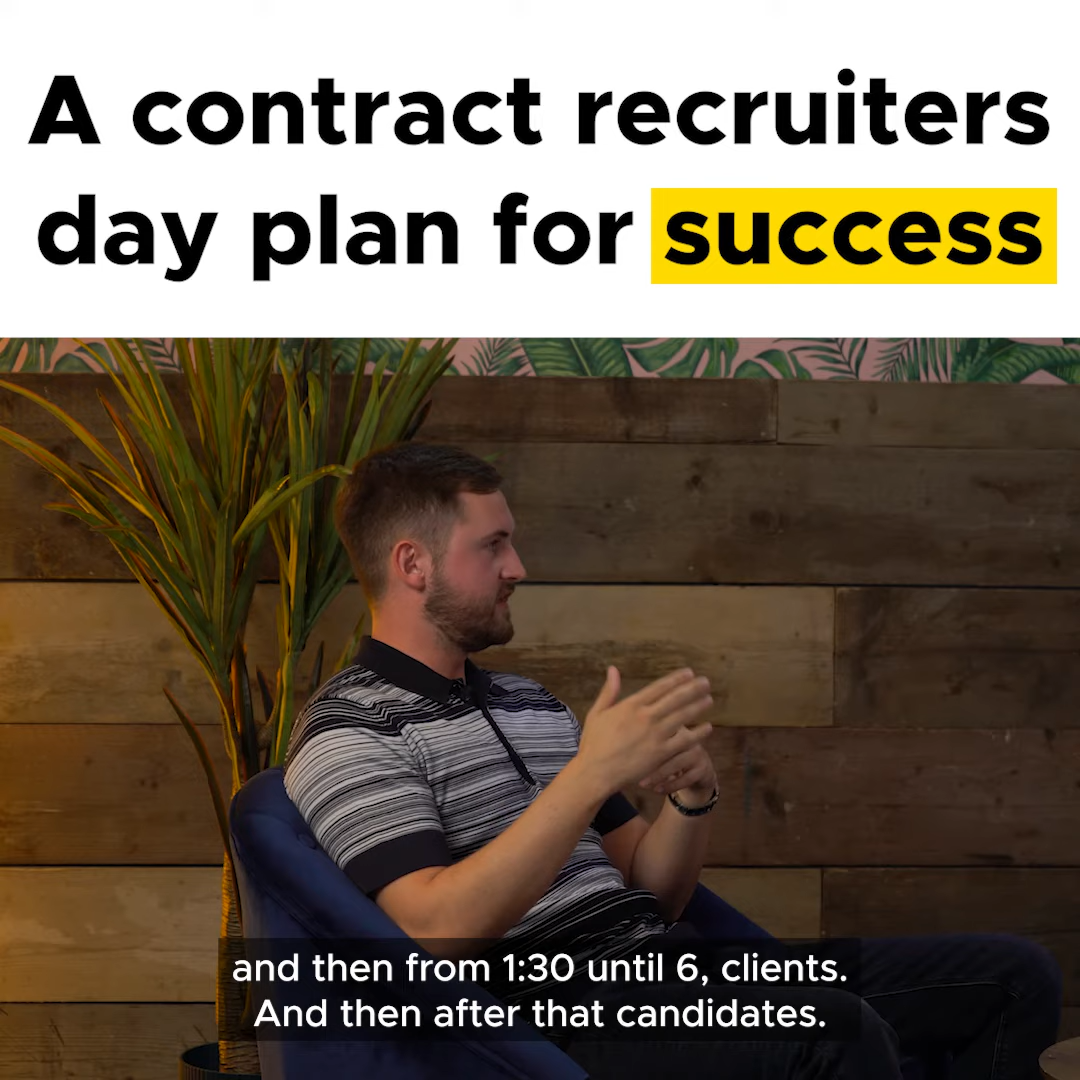 A contract recruiters
day plan for success
and then from 1:30 until 6, clients.
And then after that candidates.